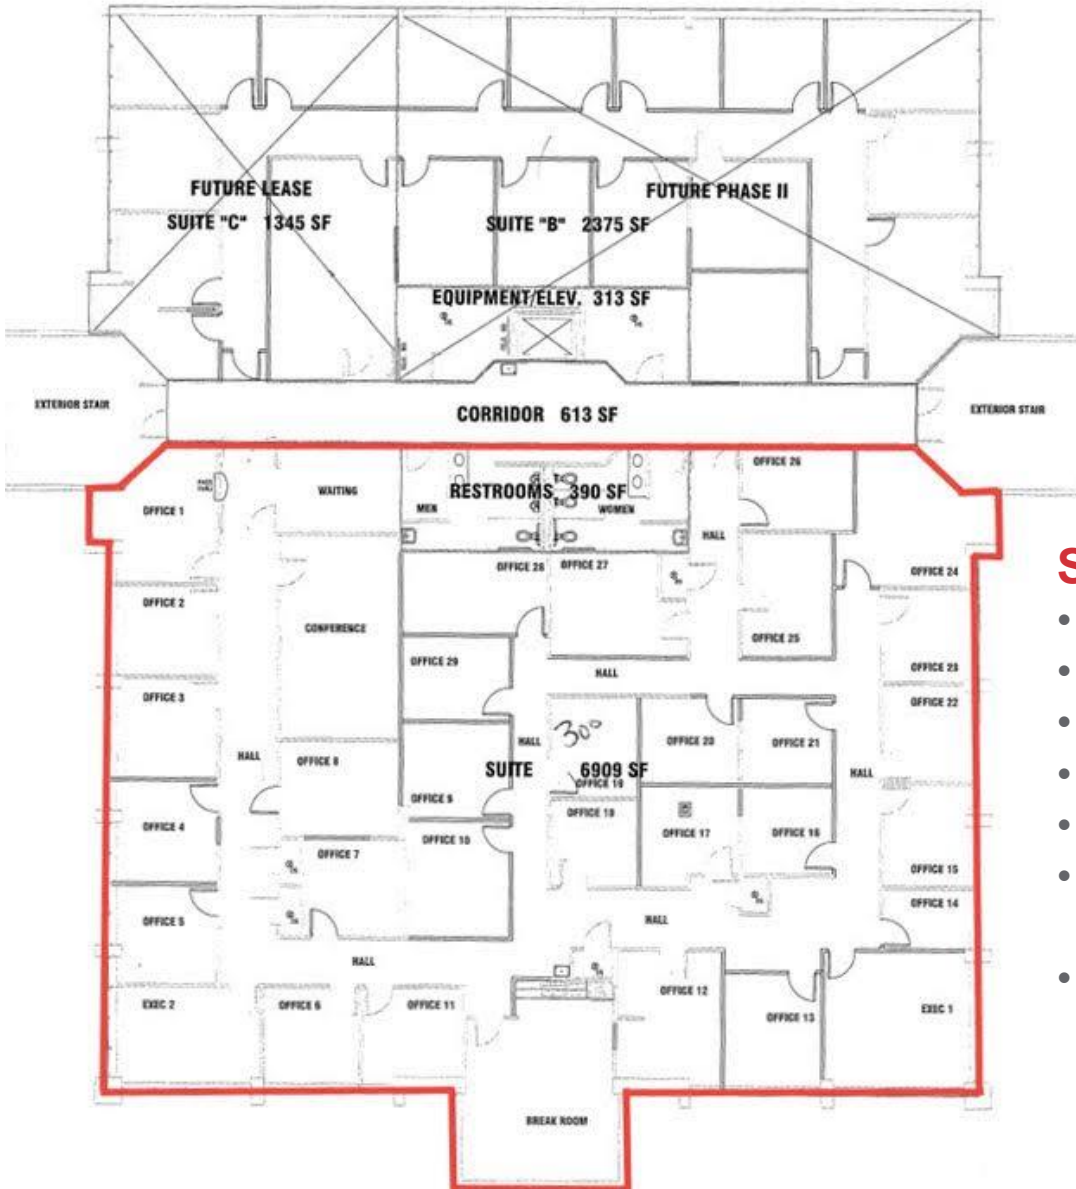 FUTURE LEASE
SUITE "C" 1345 SF
FUTURE PHASE II
SUITE "B" 2375 SF
EQUIPMENT/ELEV. 313 SF
EXTERIOR STAIR
CORRIDOR 613 SF
EXTERIOR STAIR
WAITING
RESTROOMS 390 SF
MEN
WOMEN
OFFICE 26
OFFICE 1
HALL
OFFICE 28
OFFICE 27
OFFICE 24
OFFICE 2
CONFERENCE
OFFICE 25
OFFICE 29
HALL
OFFICE 23
OFFICE 3
OFFICE 22
HALL
OFFICE 8
HALL
300
OFFICE 20
OFFICE 21
HALL
SUITE 6909 SF
OFFICE 19
OFFICE 9
OFFICE 18
OFFICE 4
OFFICE 7
OFFICE 10
OFFICE 17
OFFICE 16
OFFICE 15
OFFICE 5
HALL
OFFICE 14
HALL
EXEC 2
OFFICE 6
OFFICE 11
OFFICE 12
OFFICE 13
EXEC 1
BREAK ROOM
S